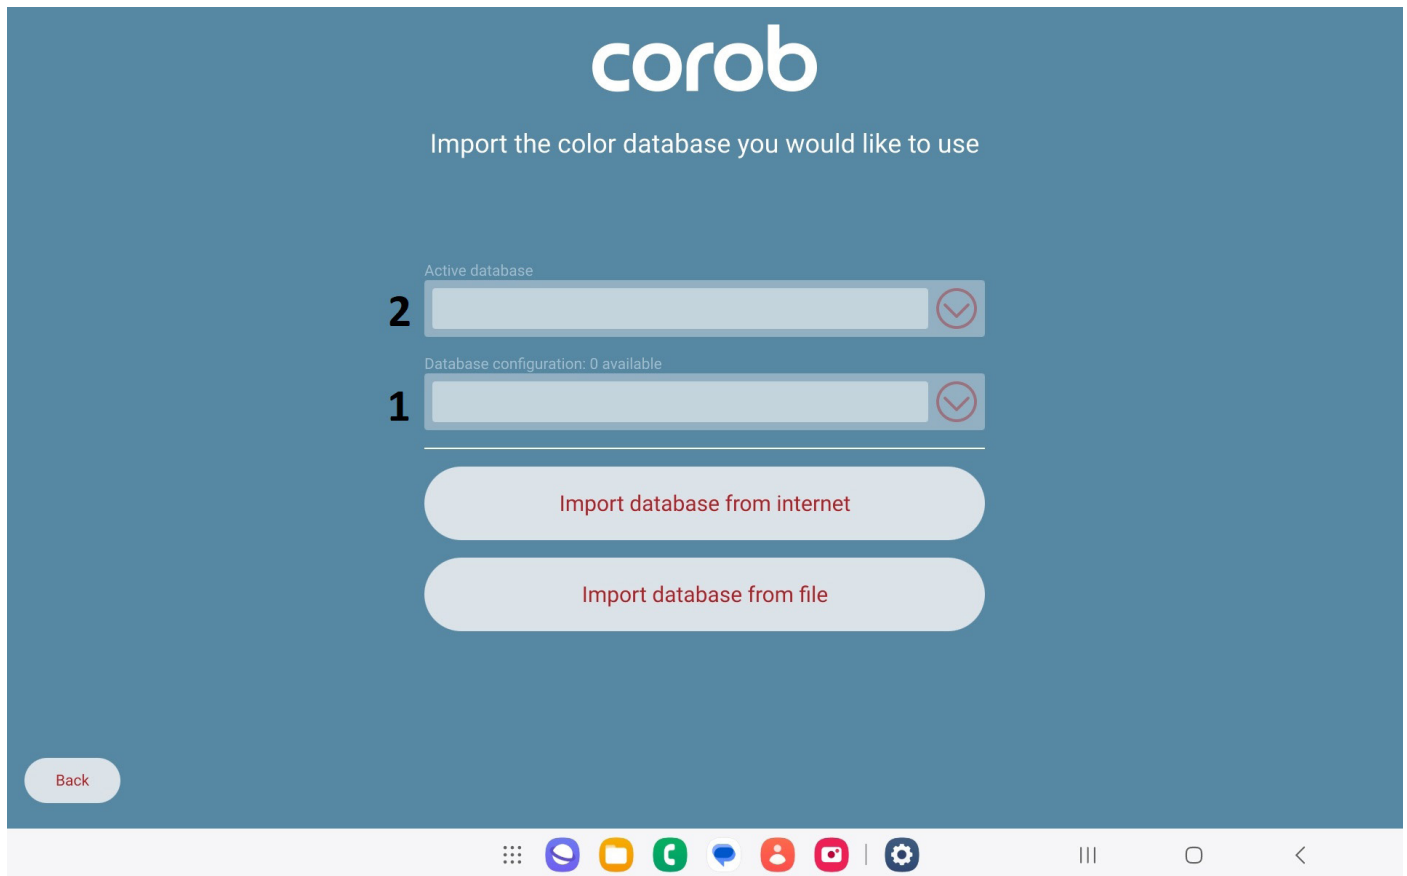 corob
Import the color database you would like to use
Active database
2
Database configuration: 0 available
1
Import database from internet
Import database from file
Back